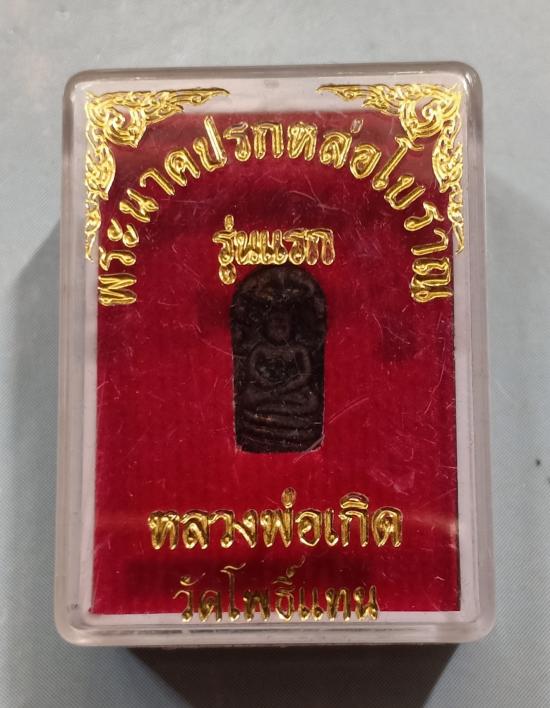 พระนาคปรกหล่อโบราณ
รุ่นแรก
หลวงพ่อเกิด
วัดโพธิ์แทน